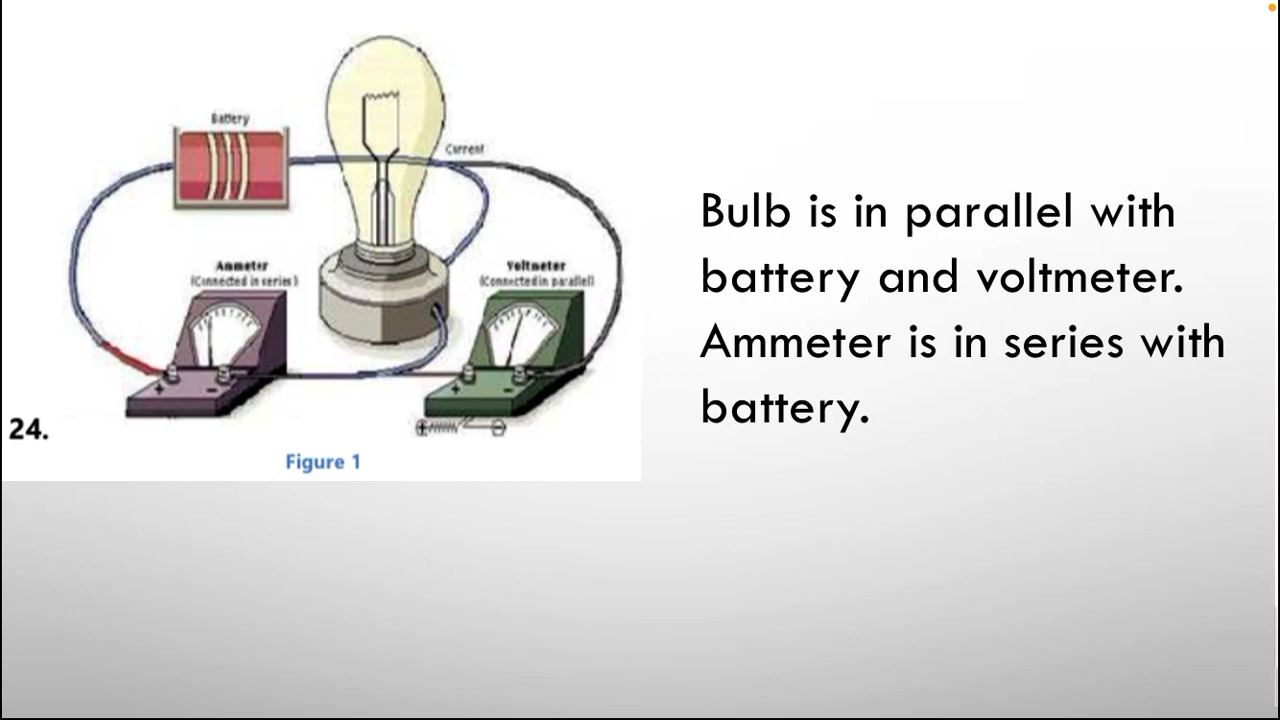 Battery
Current
Ammeter
(Connected in series)
Voltmeter
(Connected in parallel)
+
-
+
-
24.
Figure 1
Bulb is in parallel with
battery and voltmeter.
Ammeter is in series with
battery.